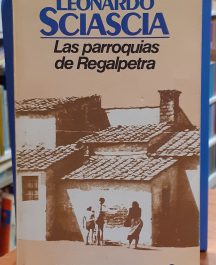 LEONARDO
SCIASCIA
Las parroquias
de Regalpetra